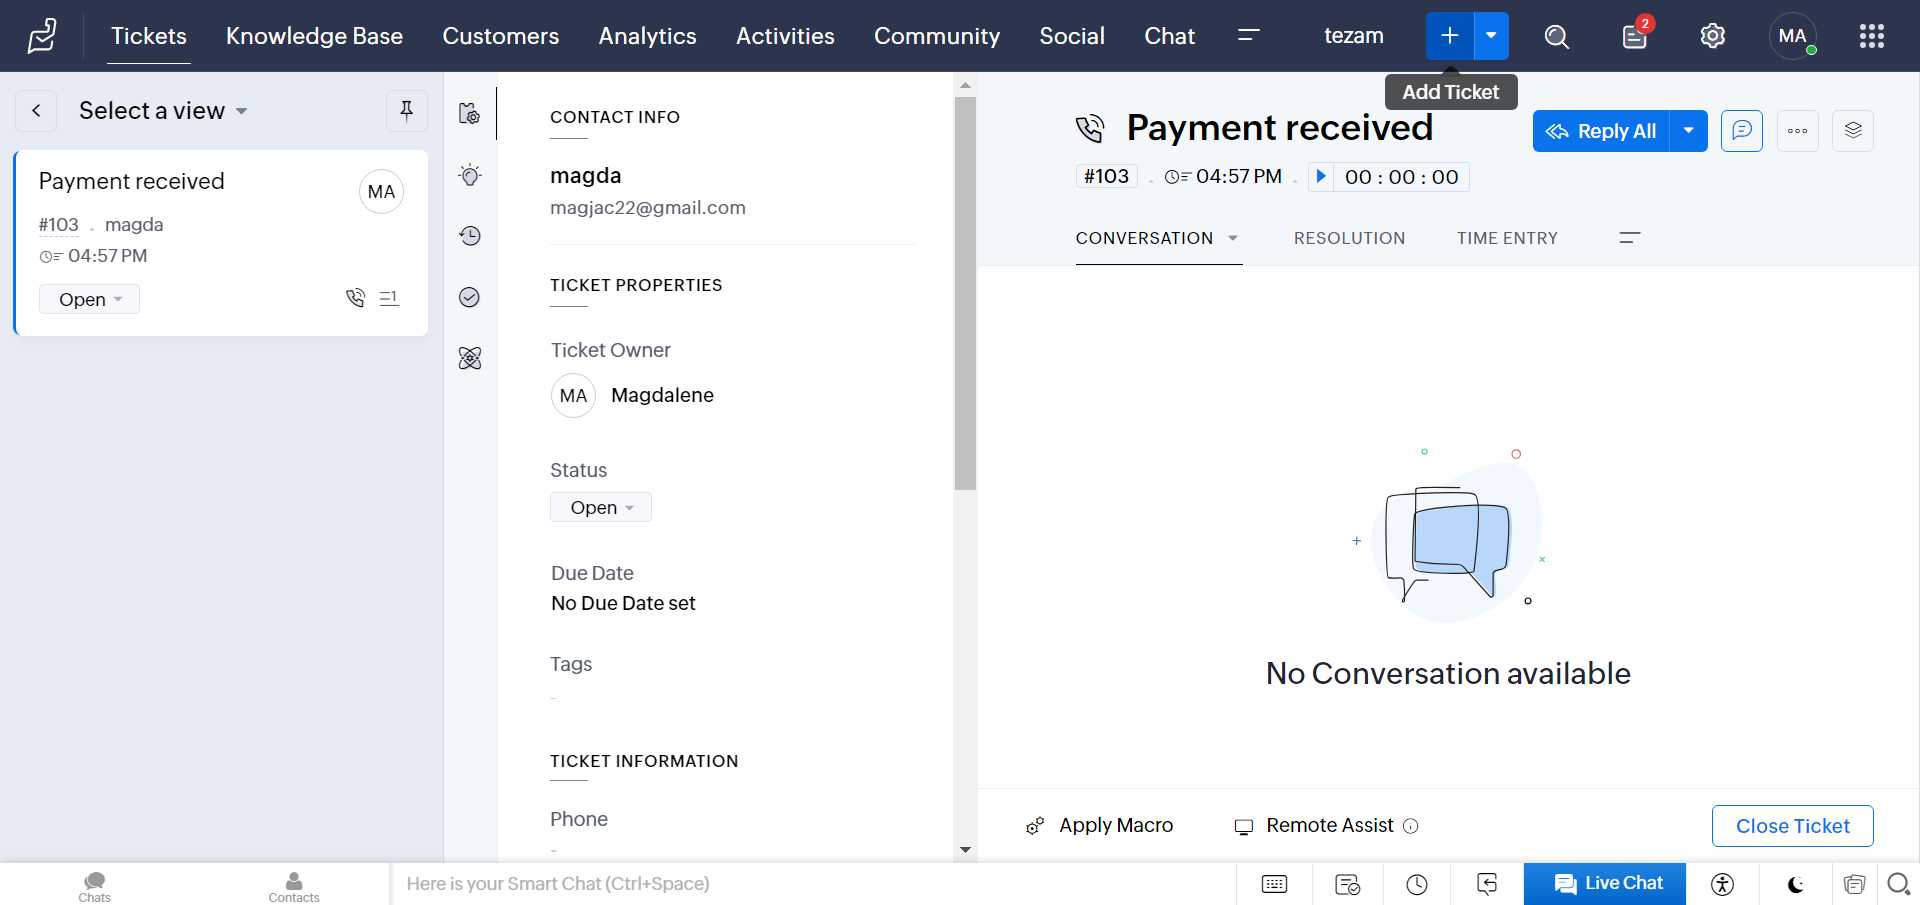 Tickets Knowledge Base Customers Analytics Activities Community Social Chat tezam 2 MA
Add Ticket
Select a view
Payment received MA
#103 . magda
04:57 PM
Open 1
CONTACT INFO
magda
magjac22@gmail.com
TICKET PROPERTIES
Ticket Owner
MA Magdalene
Status
Open
Due Date
No Due Date set
Tags
-
TICKET INFORMATION
Phone
-
Payment received Reply All
#103 . 04:57 PM . 00 : 00 : 00
CONVERSATION RESOLUTION TIME ENTRY
No Conversation available
Apply Macro Remote Assist Close Ticket
Chats Contacts Here is your Smart Chat (Ctrl+Space) Live Chat